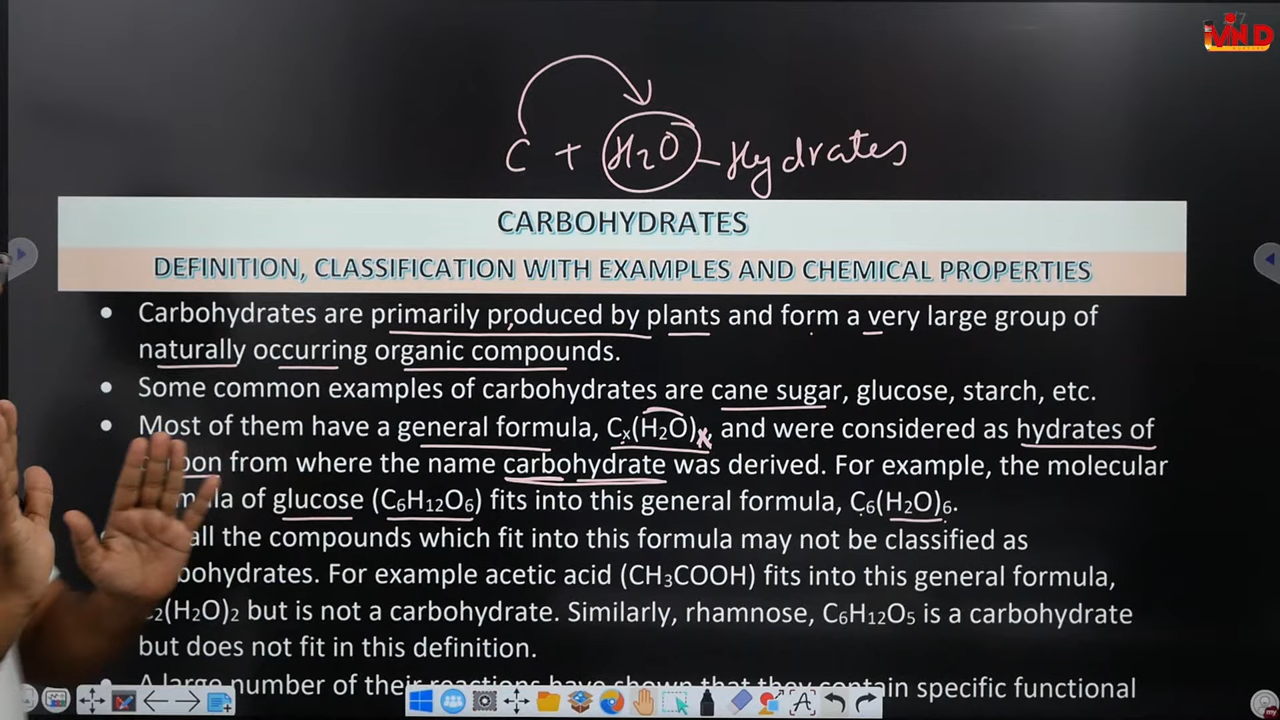 MIND
C + H2O - Hydrates
CARBOHYDRATES
DEFINITION, CLASSIFICATION WITH EXAMPLES AND CHEMICAL PROPERTIES
• Carbohydrates are primarily produced by plants and form a very large group of
naturally occurring organic compounds.
• Some common examples of carbohydrates are cane sugar, glucose, starch, etc.
• Most of them have a general formula, Cₓ(H₂O)ₓ, and were considered as hydrates of
from where the name carbohydrate was derived. For example, the molecular
of glucose (C₆H₁₂O₆) fits into this general formula, C₆(H₂O)₆.
all the compounds which fit into this formula may not be classified as
For example acetic acid (CH₃COOH) fits into this general formula,
C₂(H₂O)₂ but is not a carbohydrate. Similarly, rhamnose, C₆H₁₂O₅ is a carbohydrate
but does not fit in this definition.
• A large number of their reactions have shown that they contain specific functional